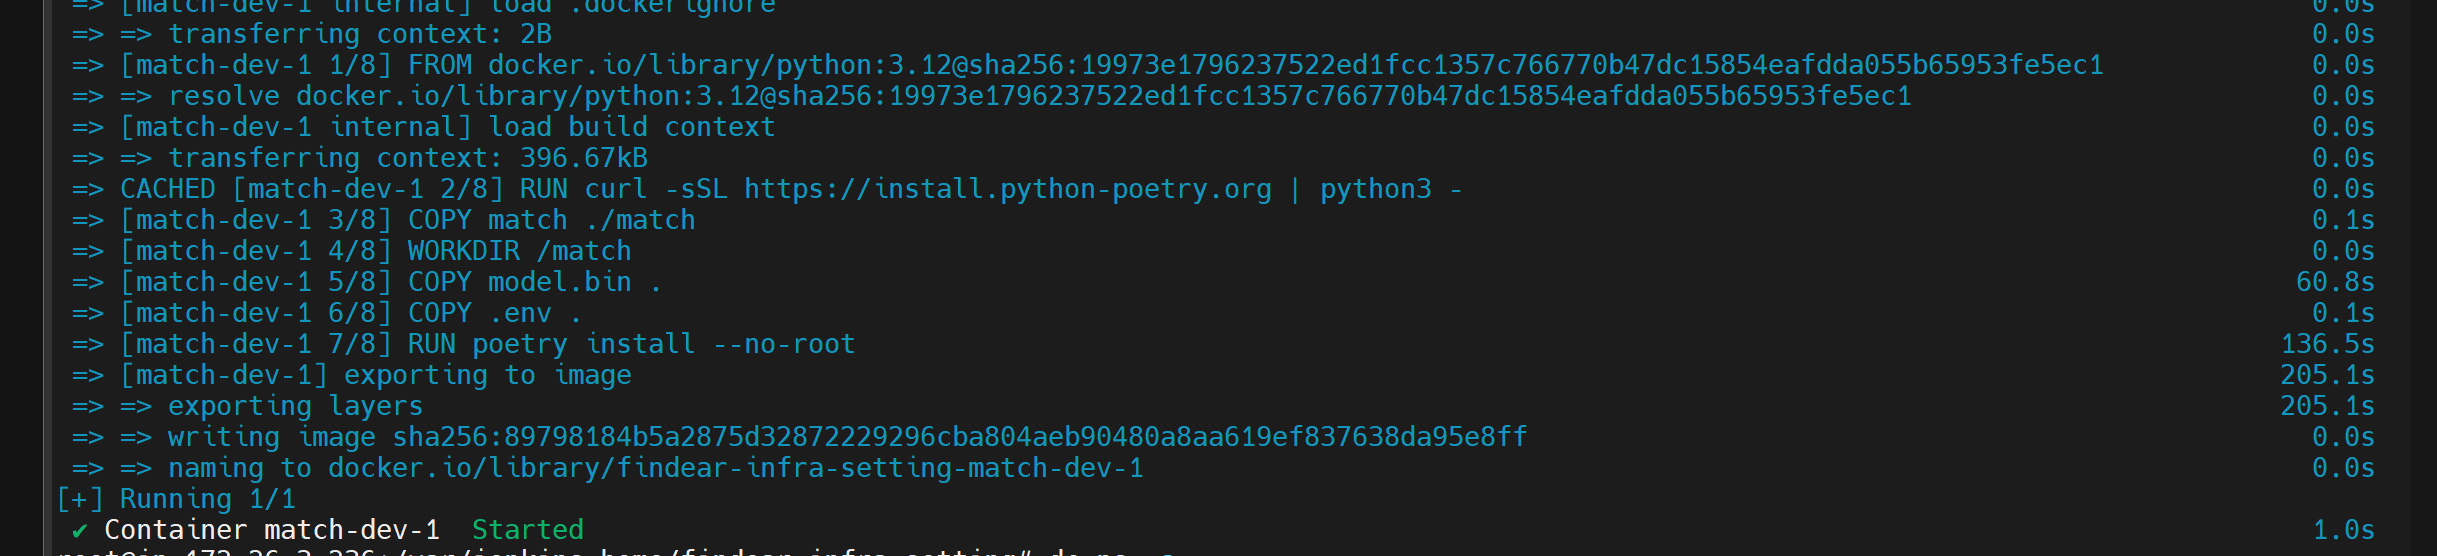 => [match-dev-1 internal] load .dockerignore 0.0s
=> => transferring context: 2B 0.0s
=> [match-dev-1 1/8] FROM docker.io/library/python:3.12@sha256:19973e1796237522ed1fcc1357c766770b47dc15854eafdda055b65953fe5ec1 0.0s
=> => resolve docker.io/library/python:3.12@sha256:19973e1796237522ed1fcc1357c766770b47dc15854eafdda055b65953fe5ec1 0.0s
=> [match-dev-1 internal] load build context 0.0s
=> => transferring context: 396.67kB 0.0s
=> CACHED [match-dev-1 2/8] RUN curl -sSL https://install.python-poetry.org | python3 - 0.0s
=> [match-dev-1 3/8] COPY match ./match 0.1s
=> [match-dev-1 4/8] WORKDIR /match 0.0s
=> [match-dev-1 5/8] COPY model.bin . 60.8s
=> [match-dev-1 6/8] COPY .env . 0.1s
=> [match-dev-1 7/8] RUN poetry install --no-root 136.5s
=> [match-dev-1] exporting to image 205.1s
=> => exporting layers 205.1s
=> => writing image sha256:89798184b5a2875d32872229296cba804aeb90480a8aa619ef837638da95e8ff 0.0s
=> => naming to docker.io/library/findear-infra-setting-match-dev-1 0.0s
[+] Running 1/1
✔ Container match-dev-1 Started 1.0s